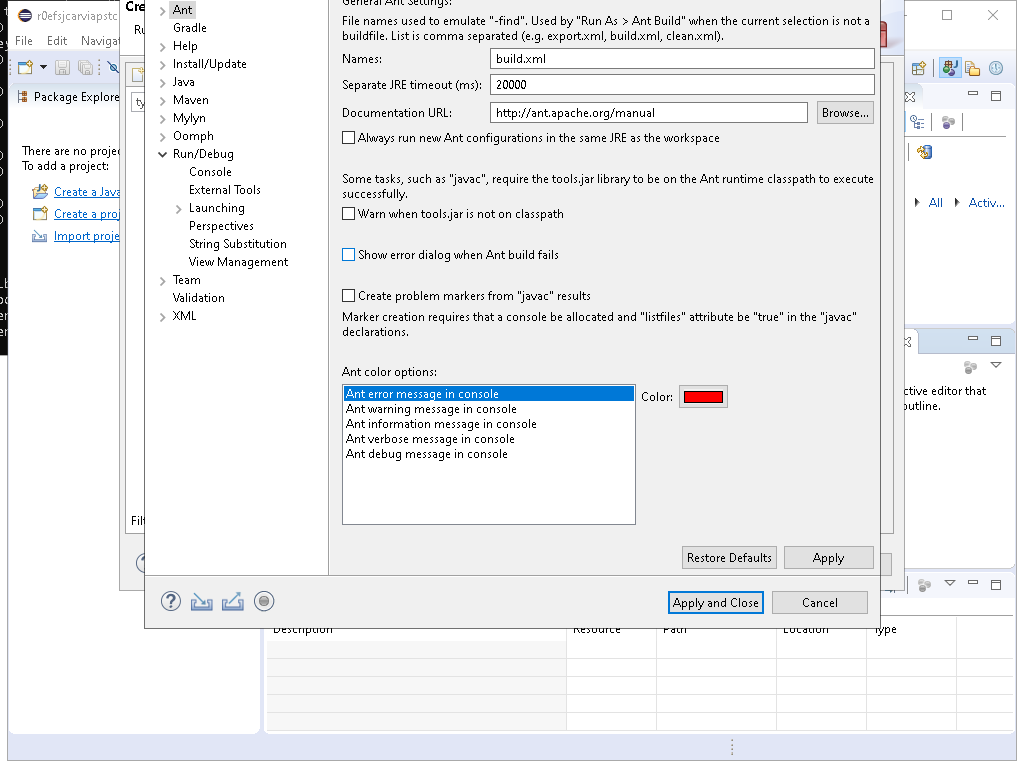 r0efsjcarviapstc
File Edit Navigat
Package Explore
There are no projec
To add a project:
Create a Java
Create a proj
Import proje
Cre
Ru
ty
Filt
Ant
Gradle
Help
Install/Update
Java
Maven
Mylyn
Oomph
Run/Debug
Console
External Tools
Launching
Perspectives
String Substitution
View Management
Team
Validation
XML
General Ant Settings:
File names used to emulate "-find". Used by "Run As > Ant Build" when the current selection is not a
buildfile. List is comma separated (e.g. export.xml, build.xml, clean.xml).
Names: build.xml
Separate JRE timeout (ms): 20000
Documentation URL: http://ant.apache.org/manual Browse...
Always run new Ant configurations in the same JRE as the workspace
Some tasks, such as "javac", require the tools.jar library to be on the Ant runtime classpath to execute
successfully.
Warn when tools.jar is not on classpath
Show error dialog when Ant build fails
Create problem markers from "javac" results
Marker creation requires that a console be allocated and "listfiles" attribute be "true" in the "javac"
declarations.
Ant color options:
Ant error message in console
Ant warning message in console
Ant information message in console
Ant verbose message in console
Ant debug message in console
Color:
Restore Defaults Apply
Apply and Close Cancel
All Activ...
ctive editor that
outline.
Description Resource Path Location Type